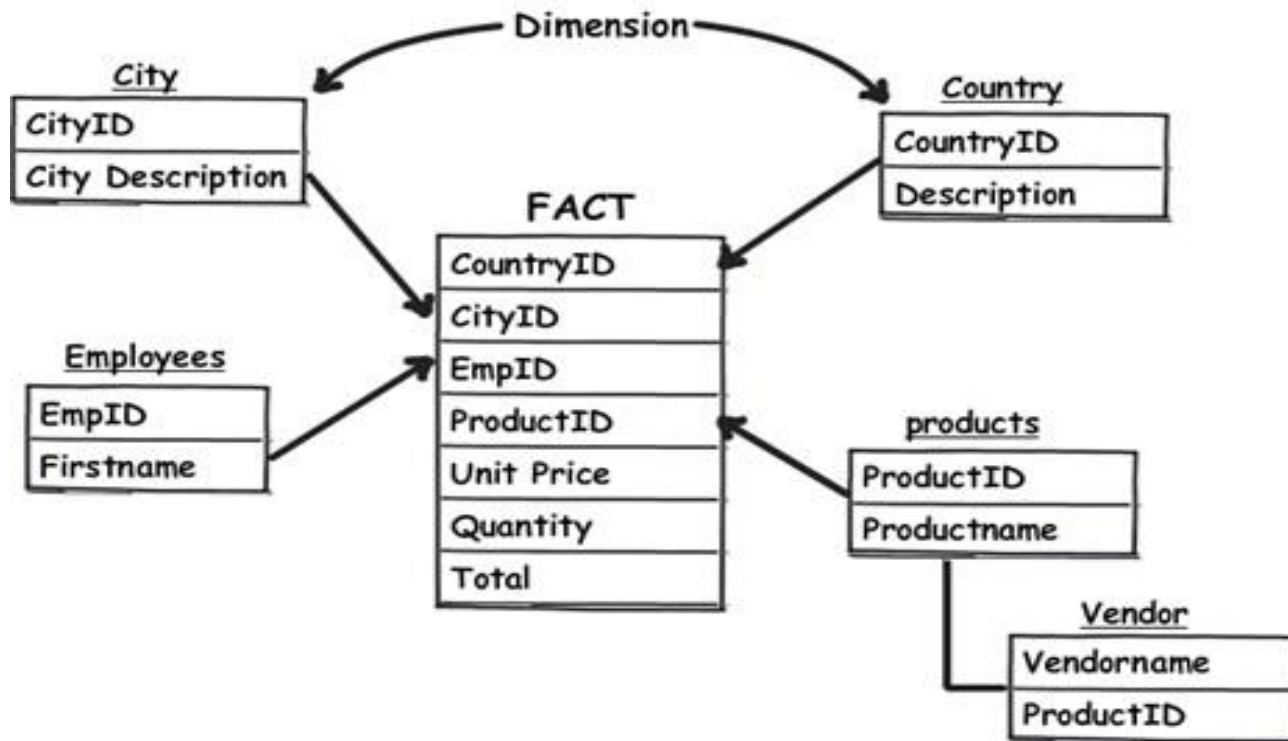 Dimension
City
CityID
City Description
Country
CountryID
Description
FACT
CountryID
CityID
EmpID
ProductID
Unit Price
Quantity
Total
Employees
EmpID
Firstname
products
ProductID
Productname
Vendor
Vendorname
ProductID